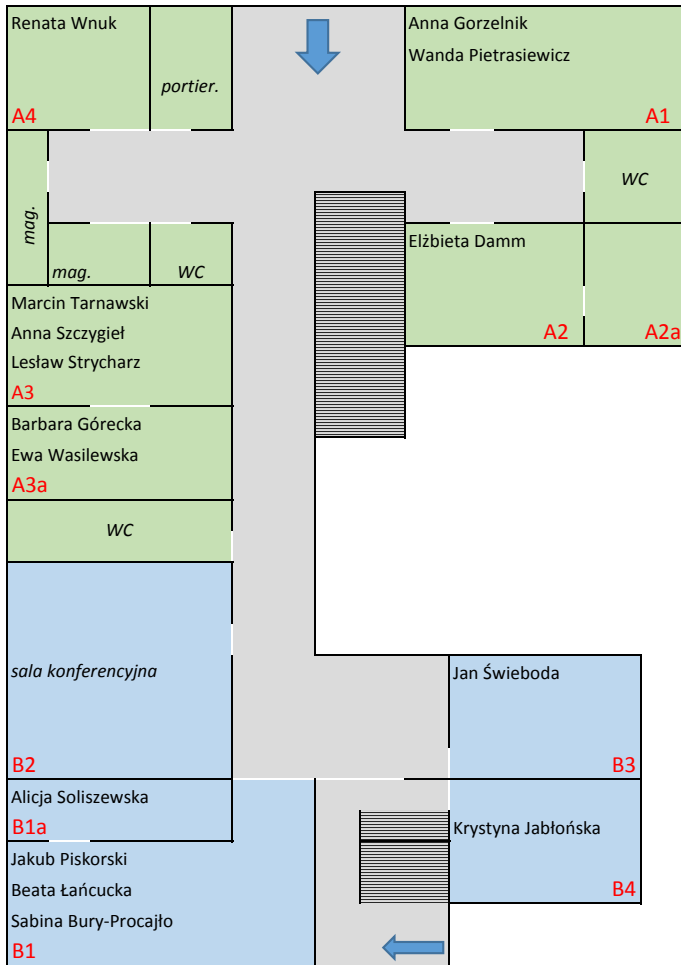 Renata Wnuk
portier.
A4
Anna Gorzelnik
Wanda Pietrasiewicz
A1
WC
mag.
mag.
WC
Elżbieta Damm
A2
A2a
Marcin Tarnawski
Anna Szczygieł
Lesław Strycharz
A3
Barbara Górecka
Ewa Wasilewska
A3a
WC
sala konferencyjna
B2
Jan Świeboda
B3
Alicja Soliszewska
B1a
Krystyna Jabłońska
B4
Jakub Piskorski
Beata Łańcucka
Sabina Bury-Procajło
B1